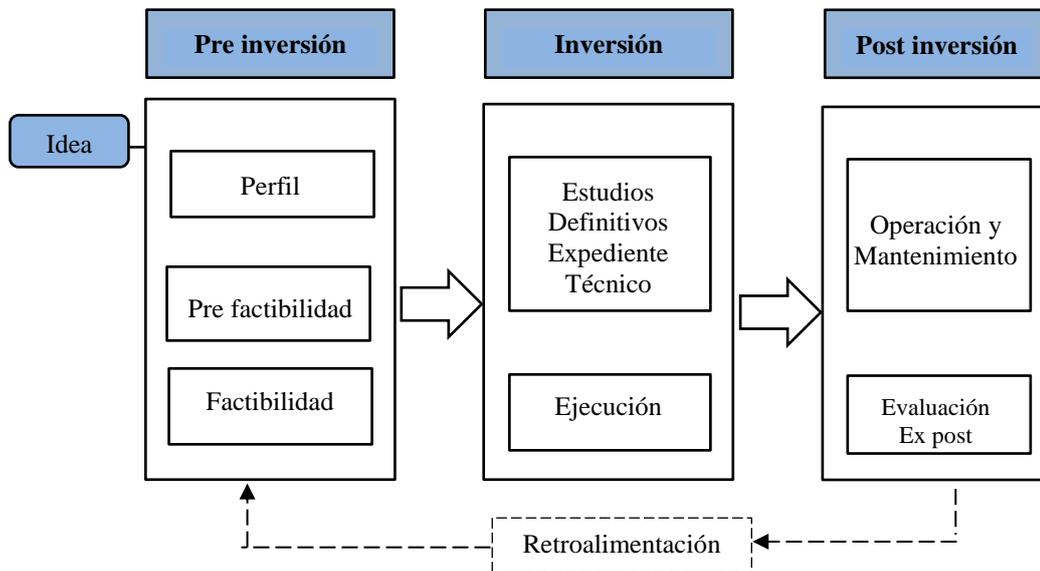 Pre inversión
Inversión
Post inversión
Idea
Perfil
Pre factibilidad
Factibilidad
Estudios
Definitivos
Expediente
Técnico
Ejecución
Operación y
Mantenimiento
Evaluación
Ex post
Retroalimentación